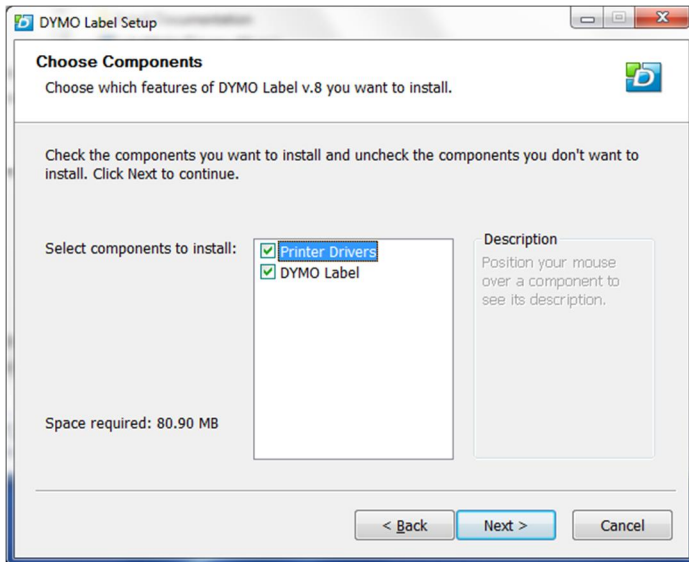 DYMO Label Setup
Choose Components
Choose which features of DYMO Label v.8 you want to install.
Check the components you want to install and uncheck the components you don't want to
install. Click Next to continue.
Select components to install:
Printer Drivers
DYMO Label
Description
Position your mouse
over a component to
see its description.
Space required: 80.90 MB
< Back
Next >
Cancel